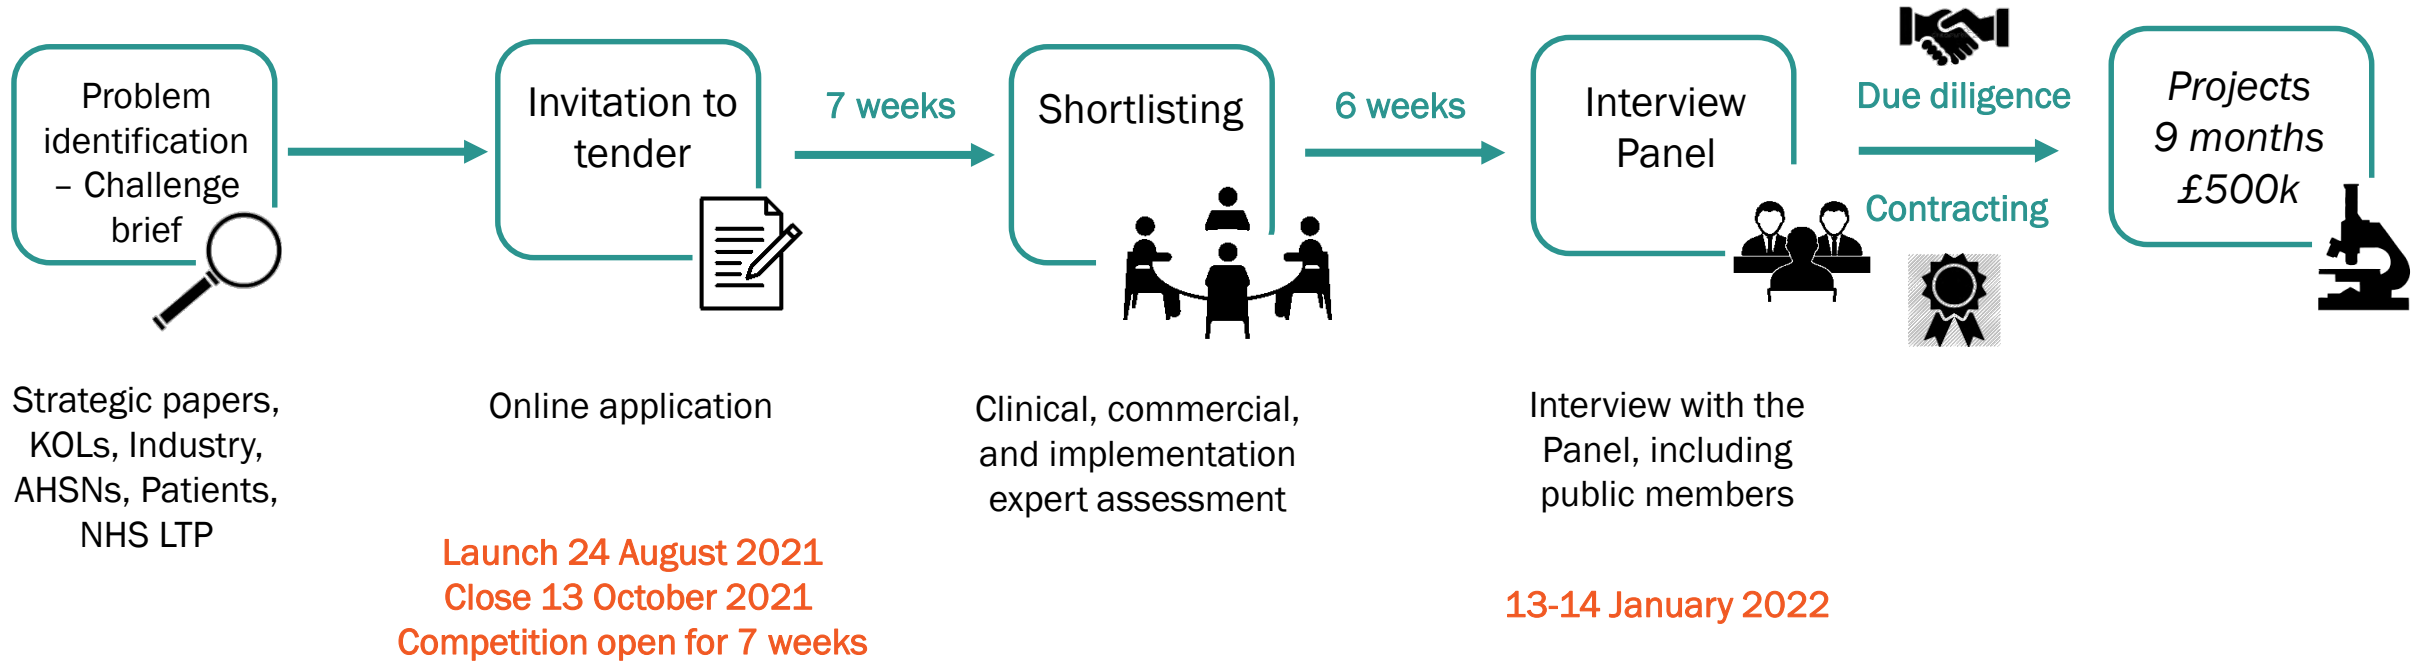 Problem
identification
– Challenge
brief
Invitation to
tender
7 weeks
Shortlisting
6 weeks
Interview
Panel
Due diligence
Contracting
Projects
9 months
£500k
Strategic papers,
KOLs, Industry,
AHSNs, Patients,
NHS LTP
Online application
Launch 24 August 2021
Close 13 October 2021
Competition open for 7 weeks
Clinical, commercial,
and implementation
expert assessment
Interview with the
Panel, including
public members
13-14 January 2022